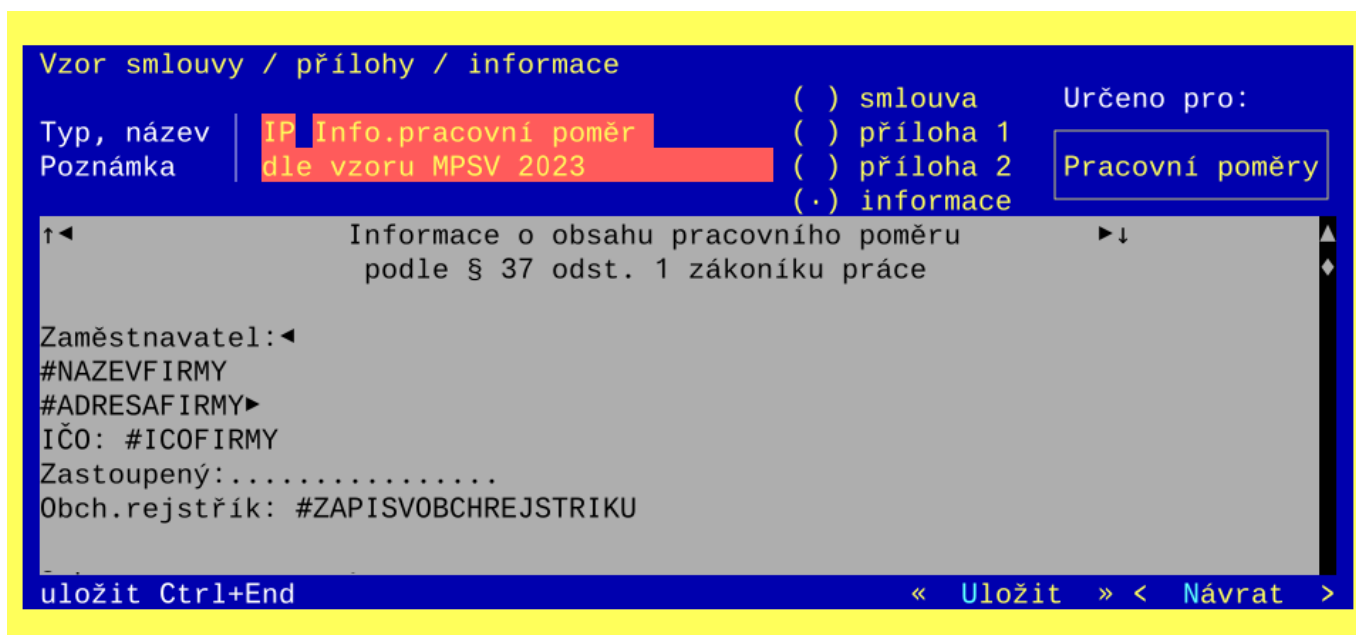 Vzor smlouvy / přílohy / informace
( ) smlouva Určeno pro:
Typ, název IP Info.pracovní poměr ( ) příloha 1
Poznámka dle vzoru MPSV 2023 ( ) příloha 2 Pracovní poměry
(·) informace
↑◄ Informace o obsahu pracovního poměru ►↓
podle § 37 odst. 1 zákoníku práce
Zaměstnavatel:◄
#NAZEVFIRMY
#ADRESAFIRMY►
IČO: #ICOFIRMY
Zastoupený:................
Obch.rejstřík: #ZAPISVOBCHREJSTRIKU
uložit Ctrl+End « Uložit » < Návrat >